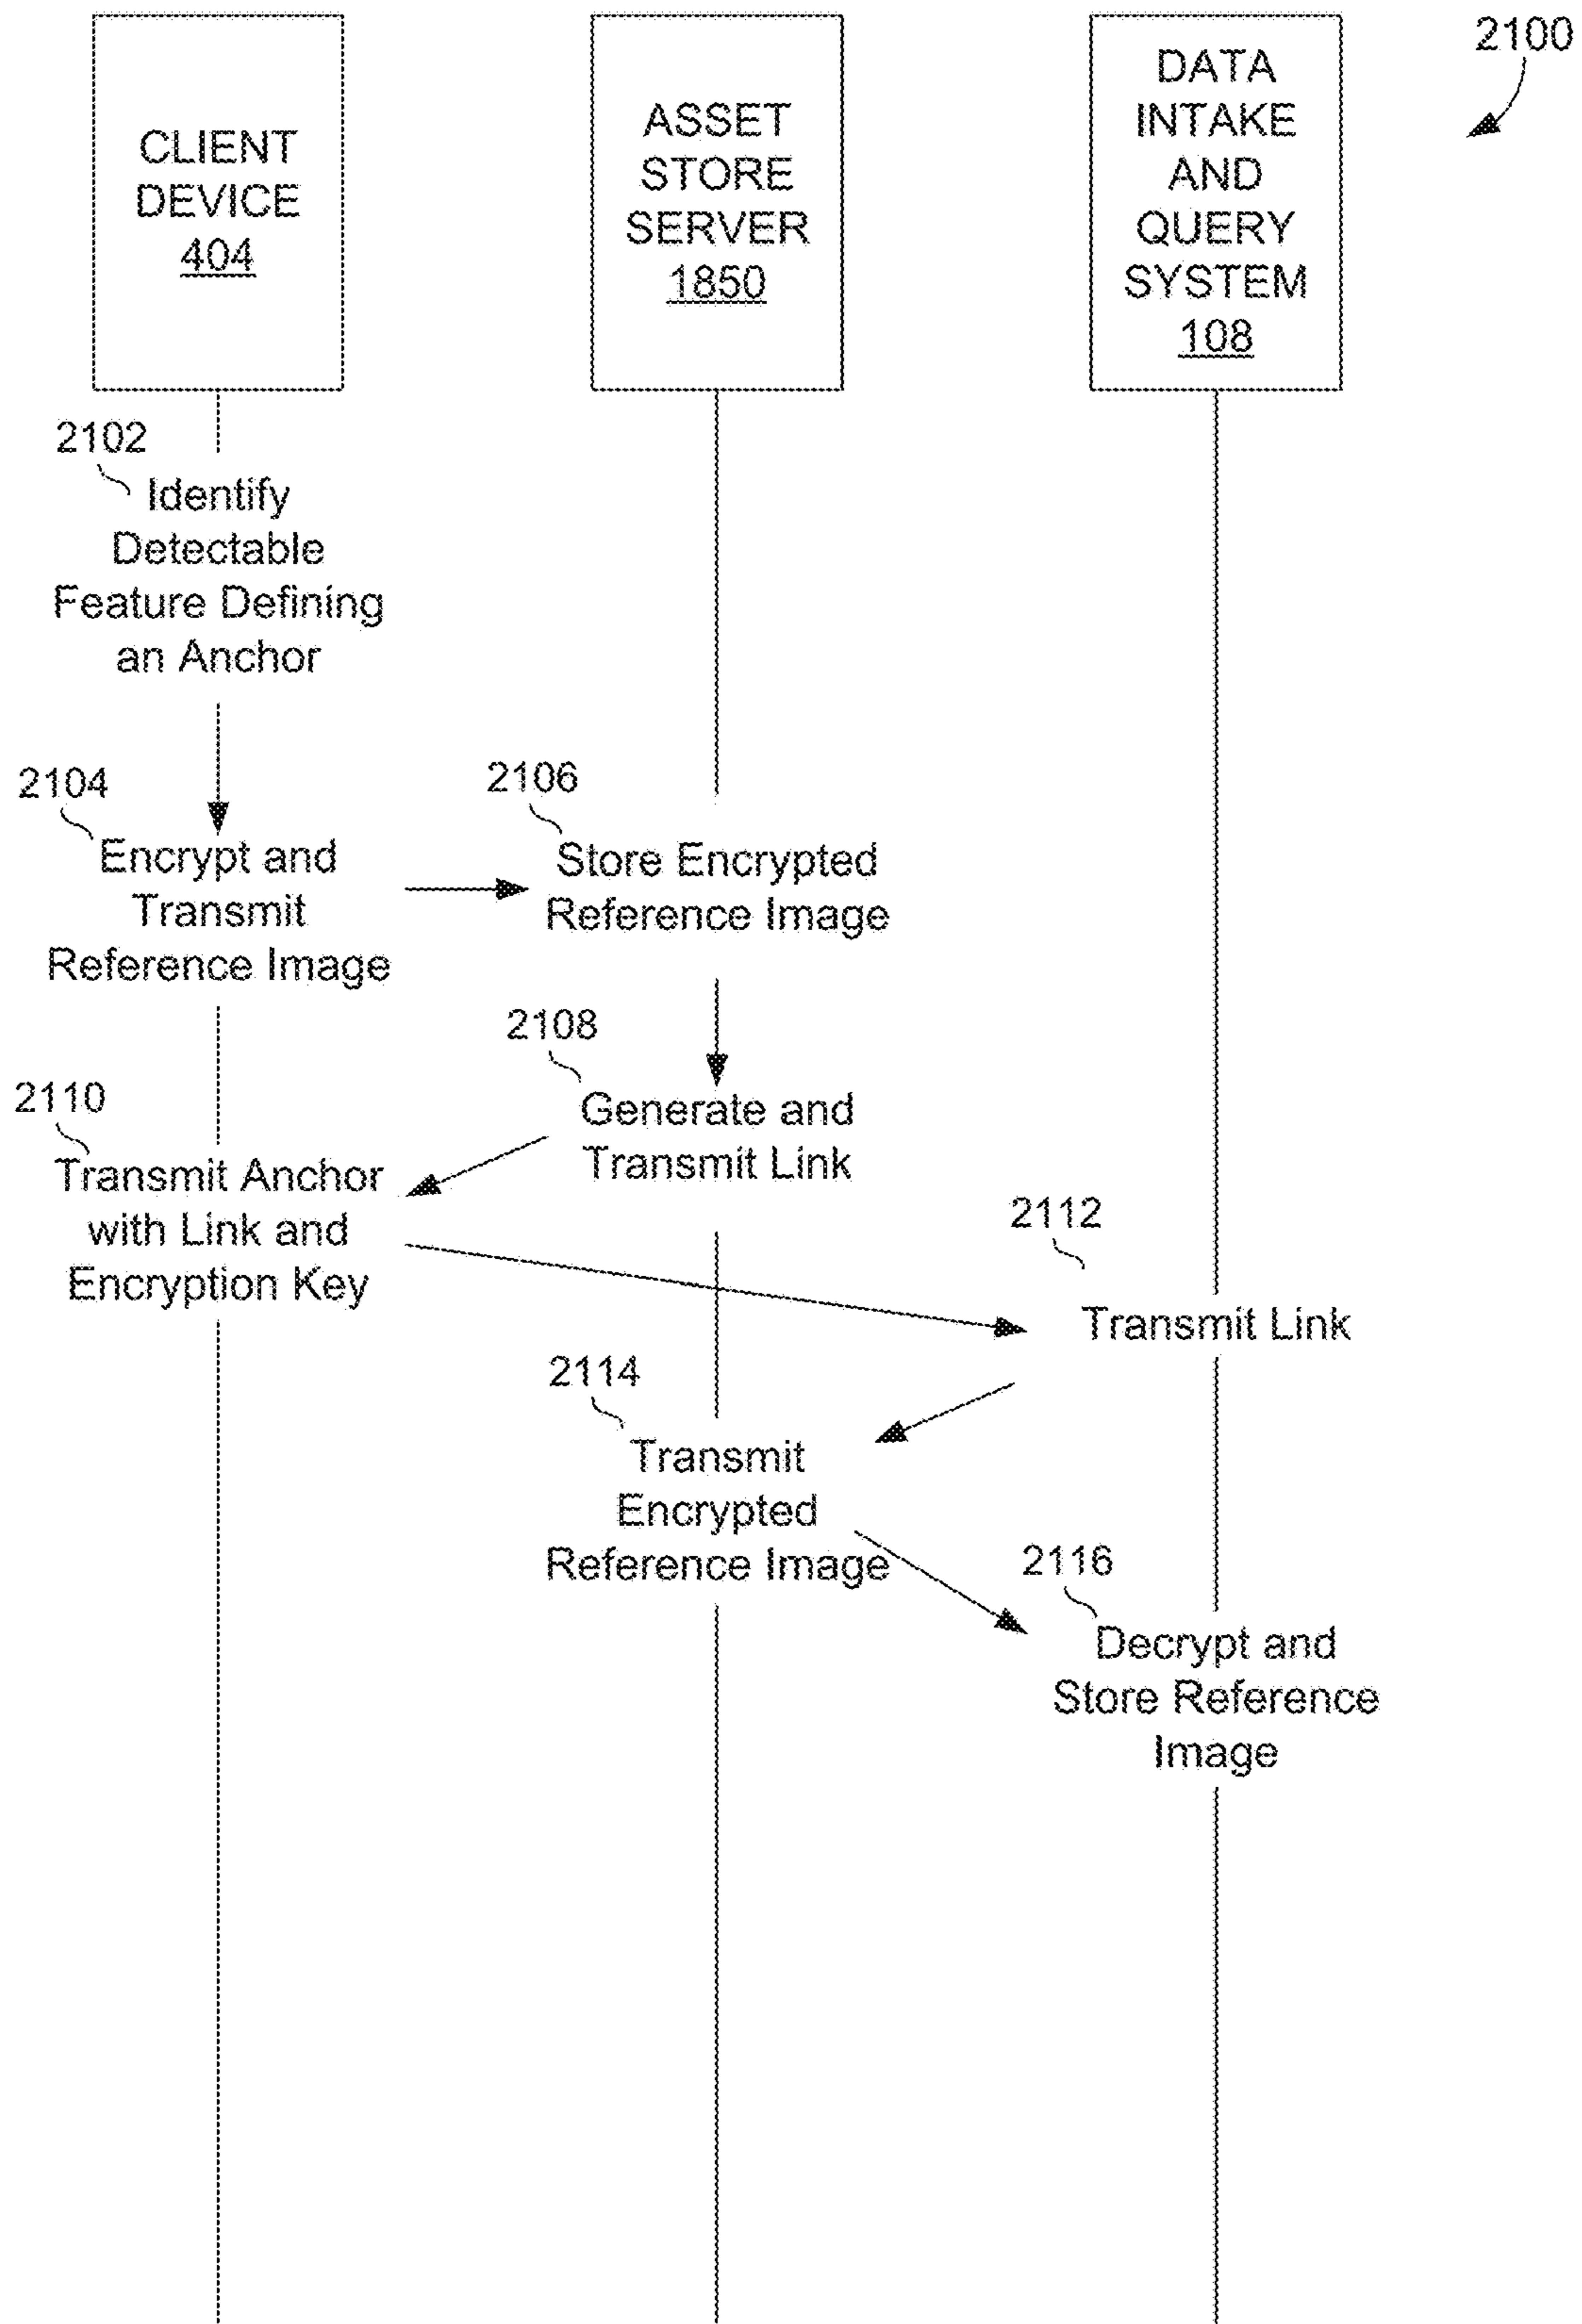 2100
CLIENT
DEVICE
404
ASSET
STORE
SERVER
1850
DATA
INTAKE
AND
QUERY
SYSTEM
108
2102
Identify
Detectable
Feature Defining
an Anchor
2104
Encrypt and
Transmit
Reference Image
2106
Store Encrypted
Reference Image
2108
Generate and
Transmit Link
2110
Transmit Anchor
with Link and
Encryption Key
2112
Transmit Link
2114
Transmit
Encrypted
Reference Image
2116
Decrypt and
Store Reference
Image